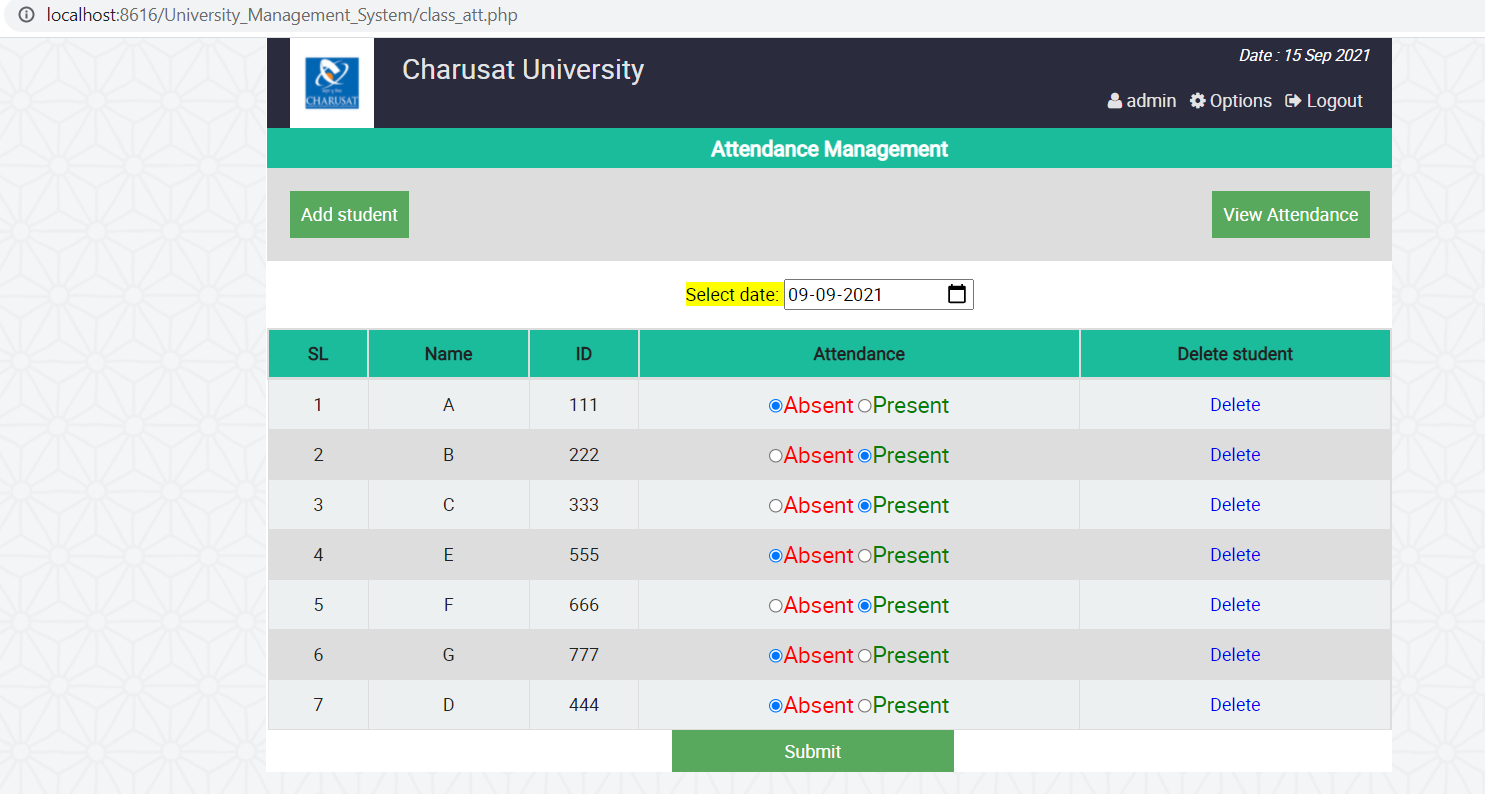 localhost:8616/University_Management_System/class_att.php
CHARUSAT
Charusat University
Date : 15 Sep 2021
admin Options Logout
Attendance Management
Add student View Attendance
Select date: 09-09-2021
SL Name ID Attendance Delete student
1 A 111 Absent Present Delete
2 B 222 Absent Present Delete
3 C 333 Absent Present Delete
4 E 555 Absent Present Delete
5 F 666 Absent Present Delete
6 G 777 Absent Present Delete
7 D 444 Absent Present Delete
Submit